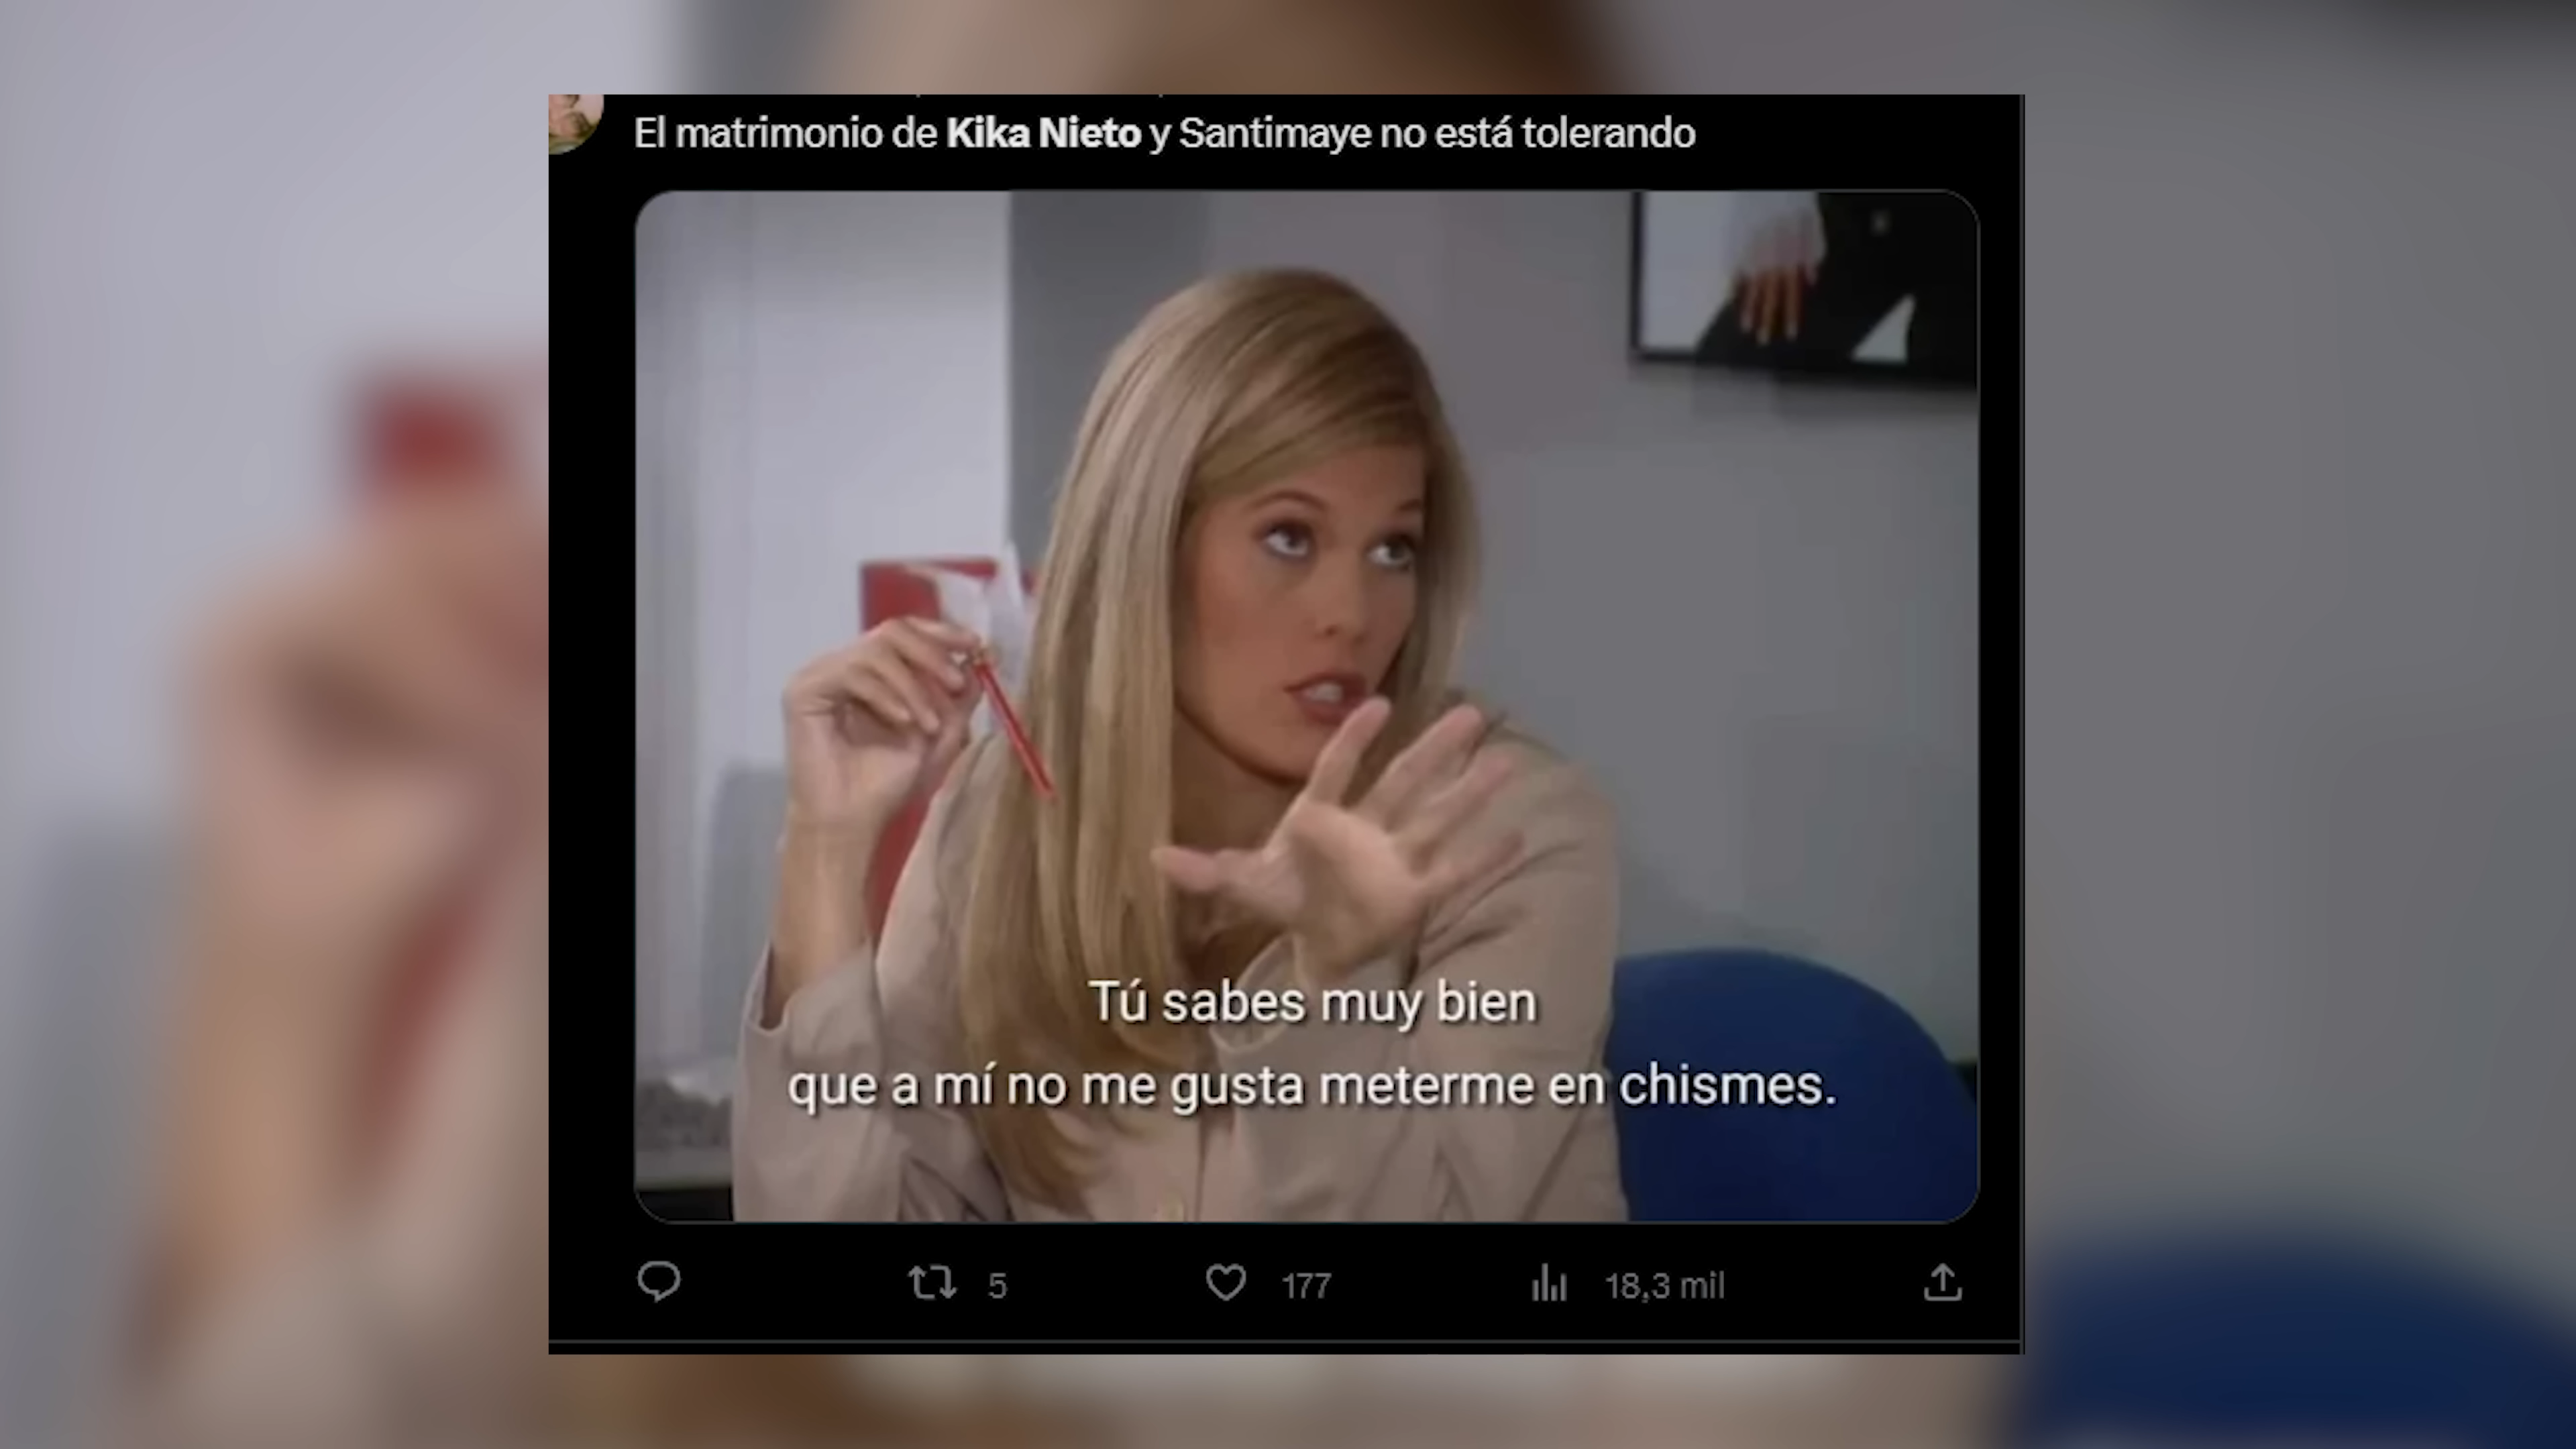 El matrimonio de Kika Nieto y Santimaye no está tolerando
Tú sabes muy bien
que a mí no me gusta meterme en chismes.
5 177 18,3 mil